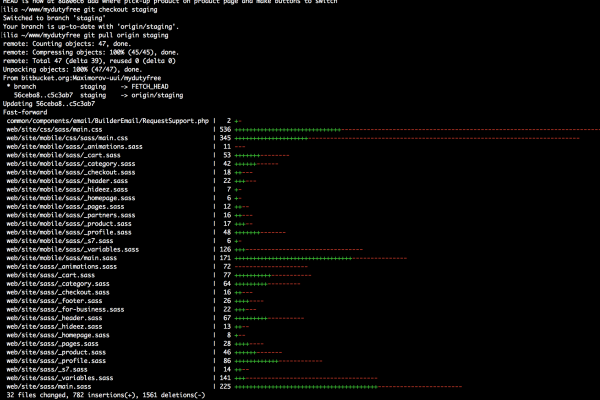 HEAD is now at 8d806cb add where pick-up product on product page and make buttons to switch
ilia ~/www/mydutyfree git checkout staging
Switched to branch 'staging'
Your branch is up-to-date with 'origin/staging'.
ilia ~/www/mydutyfree git pull origin staging
remote: Counting objects: 47, done.
remote: Compressing objects: 100% (45/45), done.
remote: Total 47 (delta 39), reused 0 (delta 0)
Unpacking objects: 100% (47/47), done.
From bitbucket.org:Maximorov-uui/mydutyfree
* branch staging -> FETCH_HEAD
56ceba8..c5c3ab7 staging -> origin/staging
Updating 56ceba8..c5c3ab7
Fast-forward
common/components/email/BuilderEmail/RequestSupport.php | 2 +-
web/site/css/sass/main.css | 536
web/site/mobile/css/sass/main.css | 345
web/site/mobile/sass/_animations.sass | 11
web/site/mobile/sass/_cart.sass | 53
web/site/mobile/sass/_category.sass | 42
web/site/mobile/sass/_checkout.sass | 18
web/site/mobile/sass/_header.sass | 22
web/site/mobile/sass/_hideez.sass | 7
web/site/mobile/sass/_homepage.sass | 6
web/site/mobile/sass/_pages.sass | 12
web/site/mobile/sass/_partners.sass | 16
web/site/mobile/sass/_product.sass | 17
web/site/mobile/sass/_profile.sass | 48
web/site/mobile/sass/_s7.sass | 6
web/site/mobile/sass/_variables.sass | 126
web/site/mobile/sass/main.sass | 171
web/site/sass/_animations.sass | 72
web/site/sass/_cart.sass | 77
web/site/sass/_category.sass | 64
web/site/sass/_checkout.sass | 16
web/site/sass/_footer.sass | 26
web/site/sass/_for-business.sass | 22
web/site/sass/_header.sass | 67
web/site/sass/_hideez.sass | 13
web/site/sass/_homepage.sass | 8
web/site/sass/_pages.sass | 28
web/site/sass/_product.sass | 46
web/site/sass/_profile.sass | 86
web/site/sass/_s7.sass | 14
web/site/sass/_variables.sass | 141
web/site/sass/main.sass | 225
32 files changed, 782 insertions(+), 1561 deletions(-)